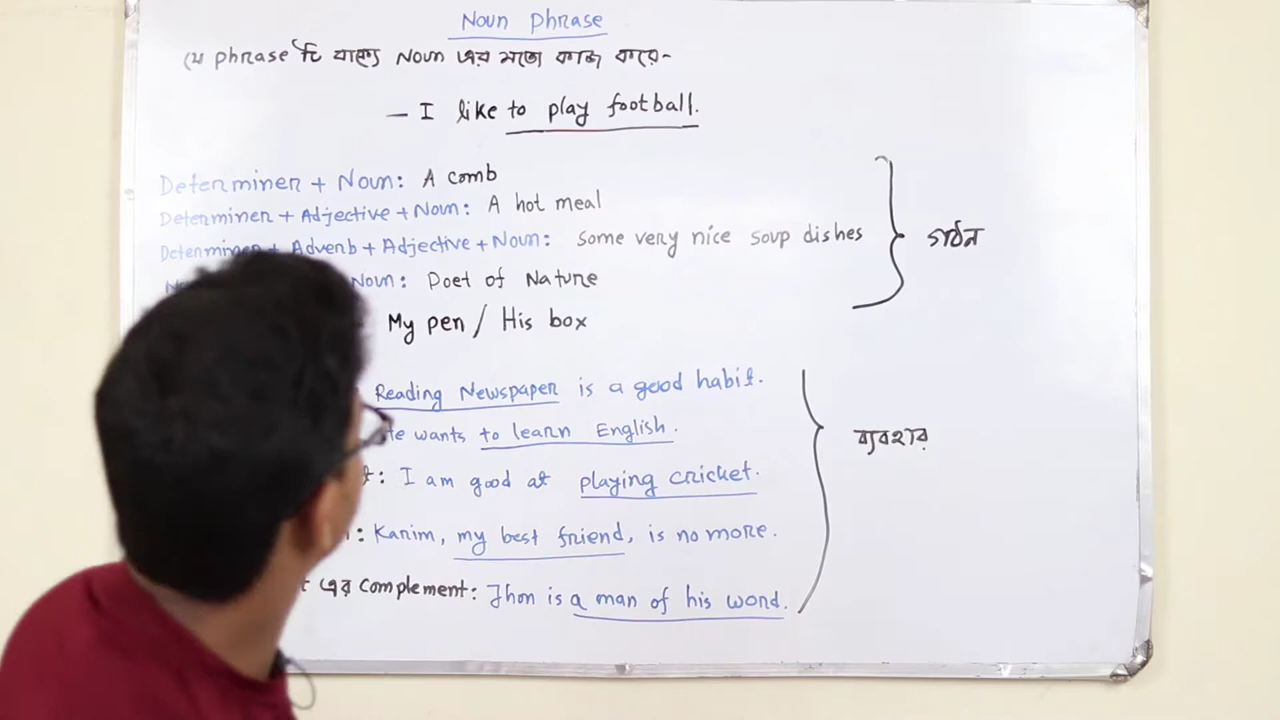 Noun Phrase
যে phrase টি বাক্যে Noun এর মতো কাজ করে-
— I like to play football.
Determiner + Noun: A comb
Determiner + Adjective + Noun: A hot meal
Determiner + Adverb + Adjective + Noun: Some very nice soup dishes
গঠন
Noun: Poet of Nature
My pen / His box
Reading Newspaper is a good habit.
wants to learn English.
ব্যবহার
I am good at playing cricket.
Karim, my best friend, is no more.
এর Complement: Jhon is a man of his word.